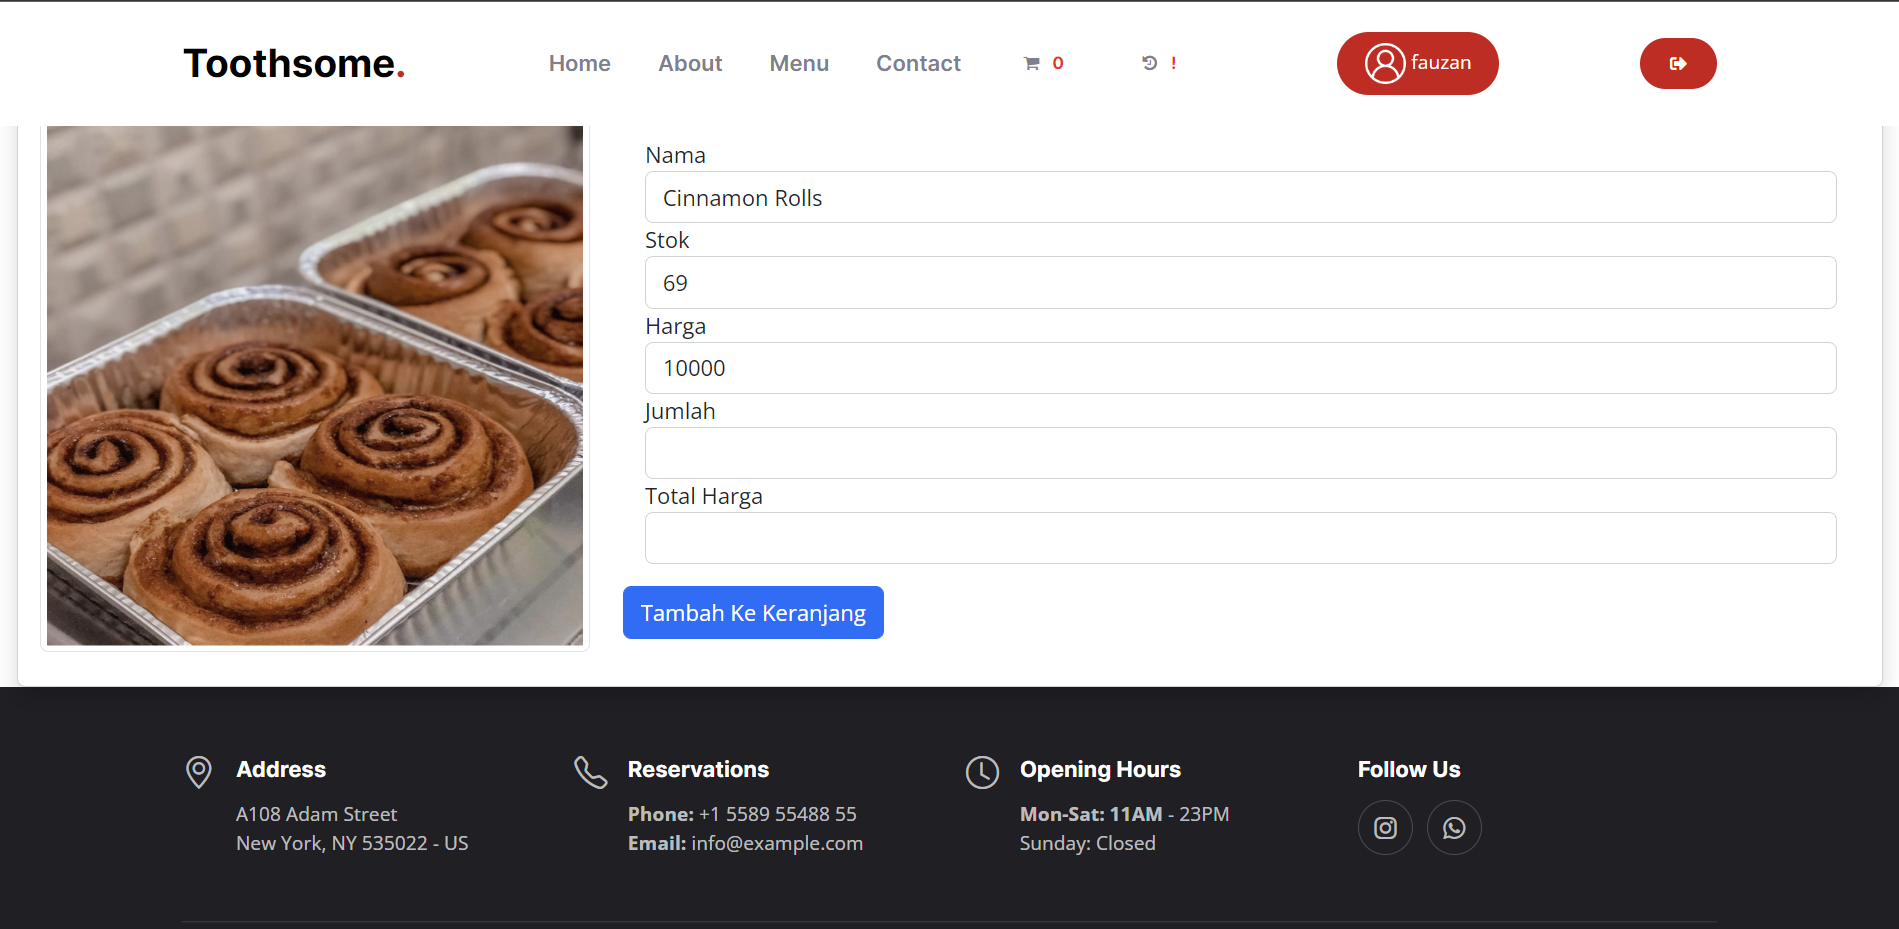 Toothsome.
Home
About
Menu
Contact
0
!
fauzan
Nama
Cinnamon Rolls
Stok
69
Harga
10000
Jumlah
Total Harga
Tambah Ke Keranjang
Address
A108 Adam Street
New York, NY 535022 - US
Reservations
Phone: +1 5589 55488 55
Email: info@example.com
Opening Hours
Mon-Sat: 11AM - 23PM
Sunday: Closed
Follow Us